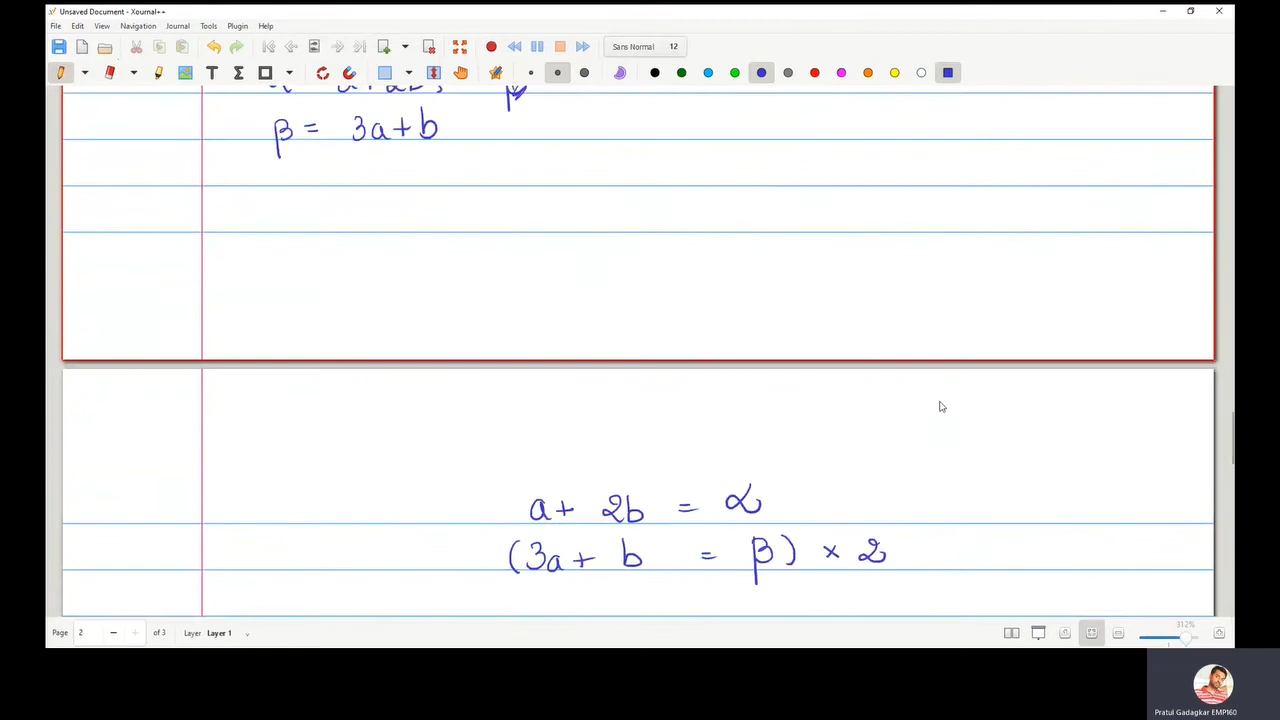 Unsaved Document - Xournal++
File Edit View Navigation Journal Tools Plugin Help
Sans Normal 12
β = 3a+b
a + 2b = α
(3a + b = β) × 2
Page 2 of 3 Layer Layer 1
312%
Pratul Gadagkar EMPI60